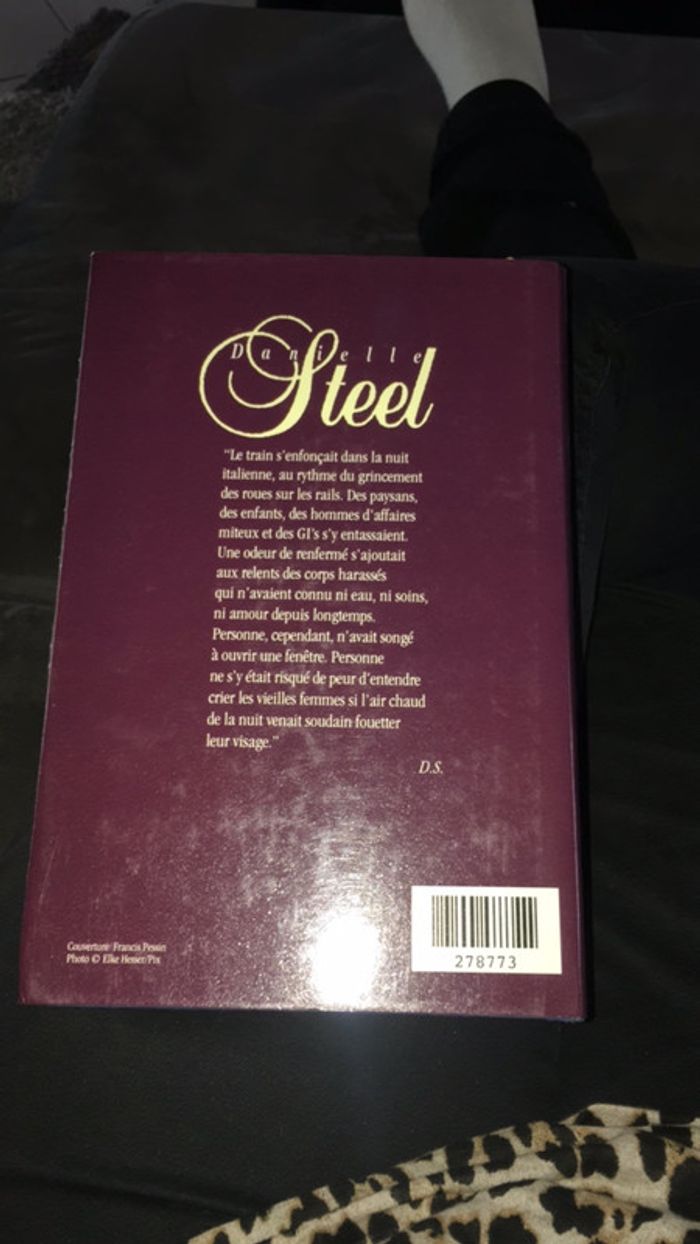 Danielle
Steel
"Le train s'enfonçait dans la nuit
italienne, au rythme du grincement
des roues sur les rails. Des paysans,
des enfants, des hommes d'affaires
miteux et des GI's s'y entassaient.
Une odeur de renfermé s'ajoutait
aux relents des corps harassés
qui n'avaient connu ni eau, ni soins,
ni amour depuis longtemps.
Personne, cependant, n'avait songé
à ouvrir une fenêtre. Personne
ne s'y était risqué de peur d'entendre
crier les vieilles femmes si l'air chaud
de la nuit venait soudain fouetter
leur visage."
D.S.
Couverture: Francis Pessin
Photo © Elke Hesser/Pix
278773